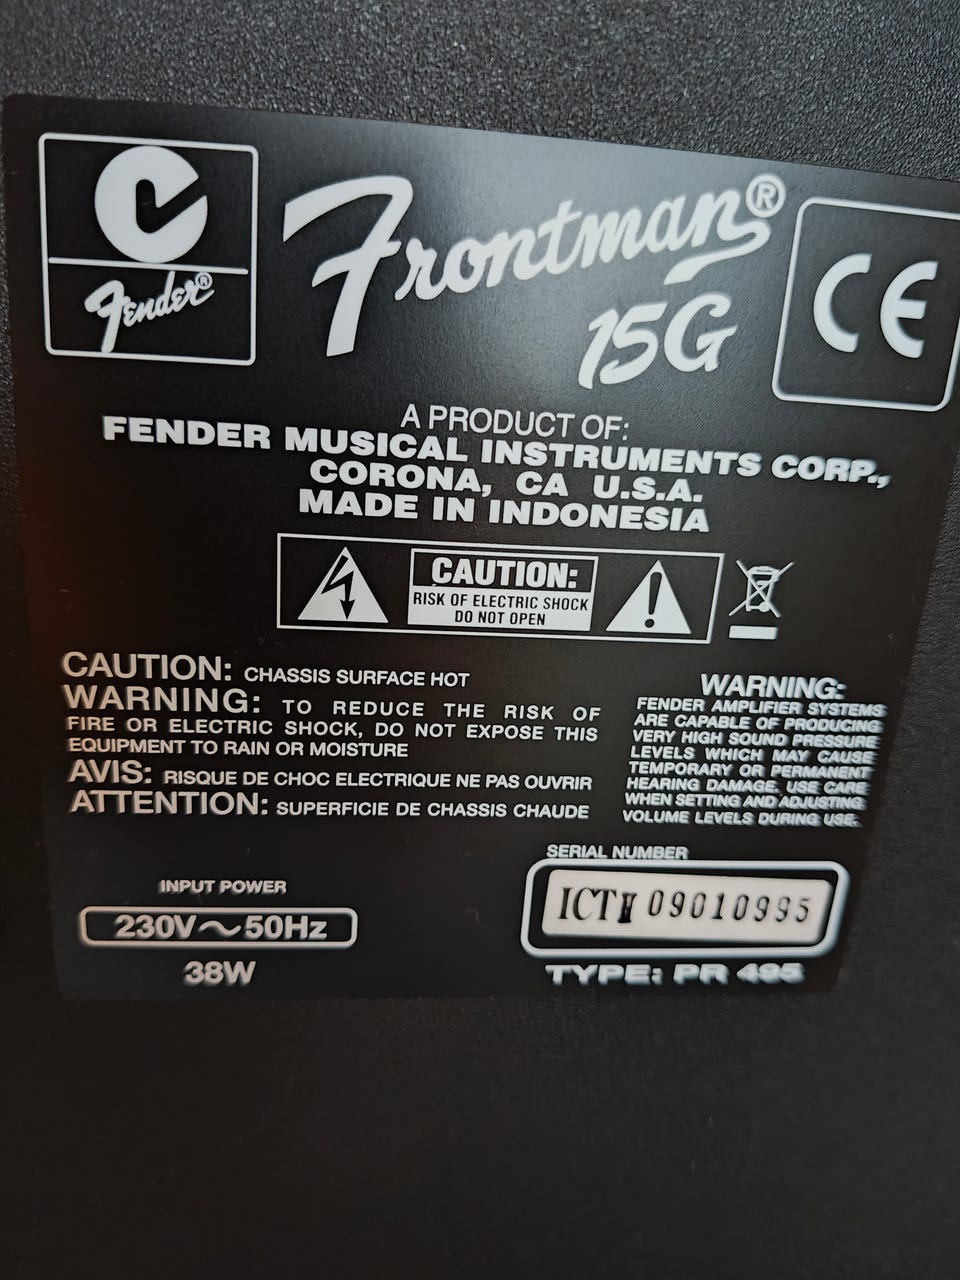 Fender®
Frontman®
15G
CE
A PRODUCT OF:
FENDER MUSICAL INSTRUMENTS CORP.,
CORONA, CA U.S.A.
MADE IN INDONESIA
CAUTION:
RISK OF ELECTRIC SHOCK
DO NOT OPEN
CAUTION: CHASSIS SURFACE HOT
WARNING: TO REDUCE THE RISK OF
FIRE OR ELECTRIC SHOCK, DO NOT EXPOSE THIS
EQUIPMENT TO RAIN OR MOISTURE
AVIS: RISQUE DE CHOC ELECTRIQUE NE PAS OUVRIR
ATTENTION: SUPERFICIE DE CHASSIS CHAUDE
WARNING:
FENDER AMPLIFIER SYSTEMS
ARE CAPABLE OF PRODUCING
VERY HIGH SOUND PRESSURE
LEVELS WHICH MAY CAUSE
TEMPORARY OR PERMANENT
HEARING DAMAGE. USE CARE
WHEN SETTING AND ADJUSTING
VOLUME LEVELS DURING USE.
INPUT POWER
230V~50Hz
38W
SERIAL NUMBER
09010995
TYPE: PR 495